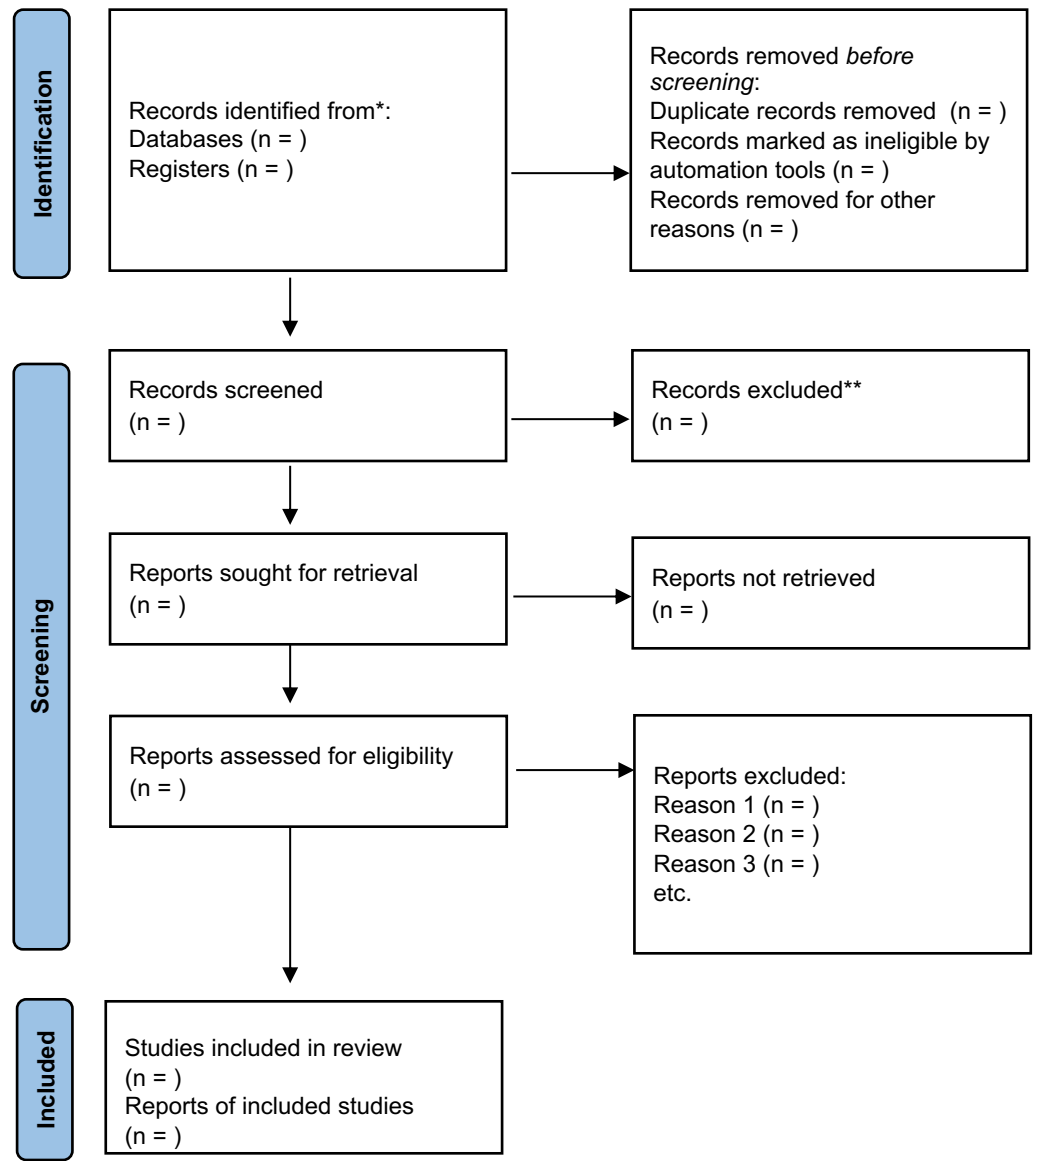 Identification
Records identified from*:
Databases (n = )
Registers (n = )
Records removed before
screening:
Duplicate records removed  (n = )
Records marked as ineligible by
automation tools (n = )
Records removed for other
reasons (n = )
Screening
Records screened
(n = )
Records excluded**
(n = )
Reports sought for retrieval
(n = )
Reports not retrieved
(n = )
Reports assessed for eligibility
(n = )
Reports excluded:
Reason 1 (n = )
Reason 2 (n = )
Reason 3 (n = )
etc.
Included
Studies included in review
(n = )
Reports of included studies
(n = )